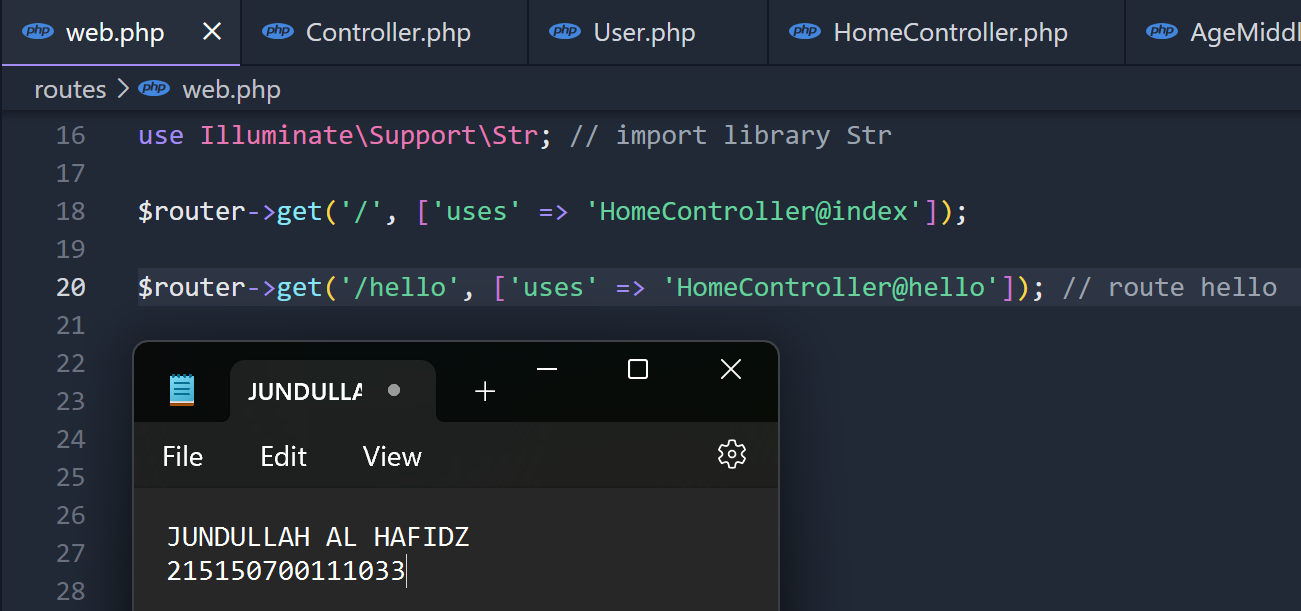 php web.php × php Controller.php php User.php php HomeController.php php AgeMiddl
routes > php web.php
16 use Illuminate\Support\Str; // import library Str
17
18 $router->get('/', ['uses' => 'HomeController@index']);
19
20 $router->get('/hello', ['uses' => 'HomeController@hello']); // route hello
21
22
23
24
25
26
27
28
JUNDULLA
File Edit View
JUNDULLAH AL HAFIDZ
215150700111033